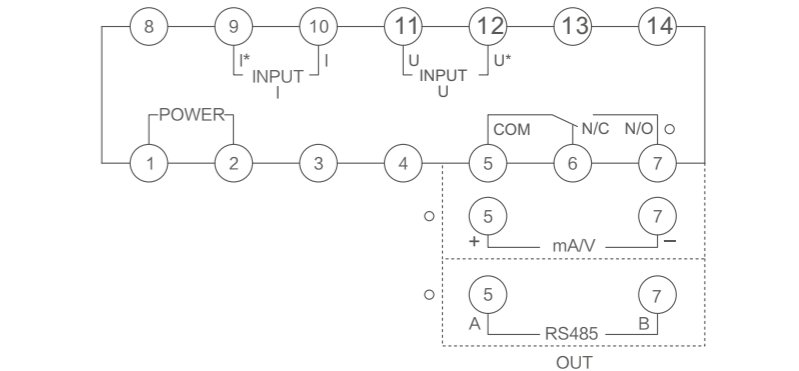 8 9 10 11 12 13 14
I* I U U*
INPUT INPUT
I U
POWER
COM N/C N/O
1 2 3 4 5 6 7
5 7
+ mA/V −
5 7
A RS485 B
OUT